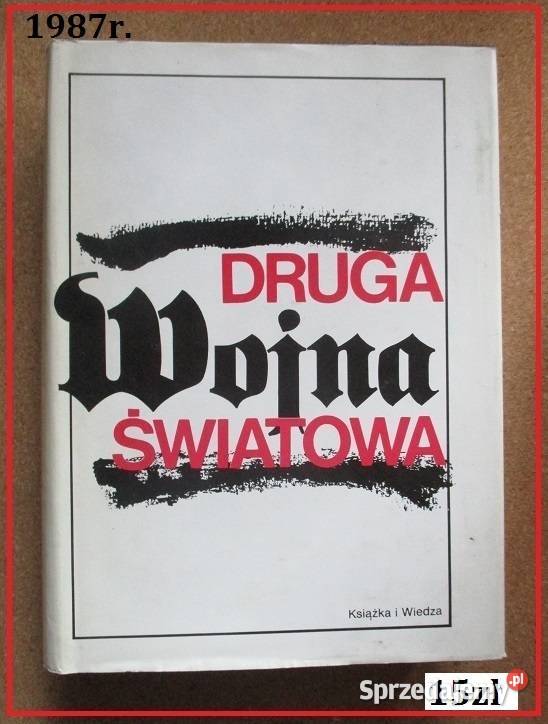 1987r.
DRUGA
Wojna
ŚWIATOWA
Książka i Wiedza
15zł
Sprzedajemy.pl